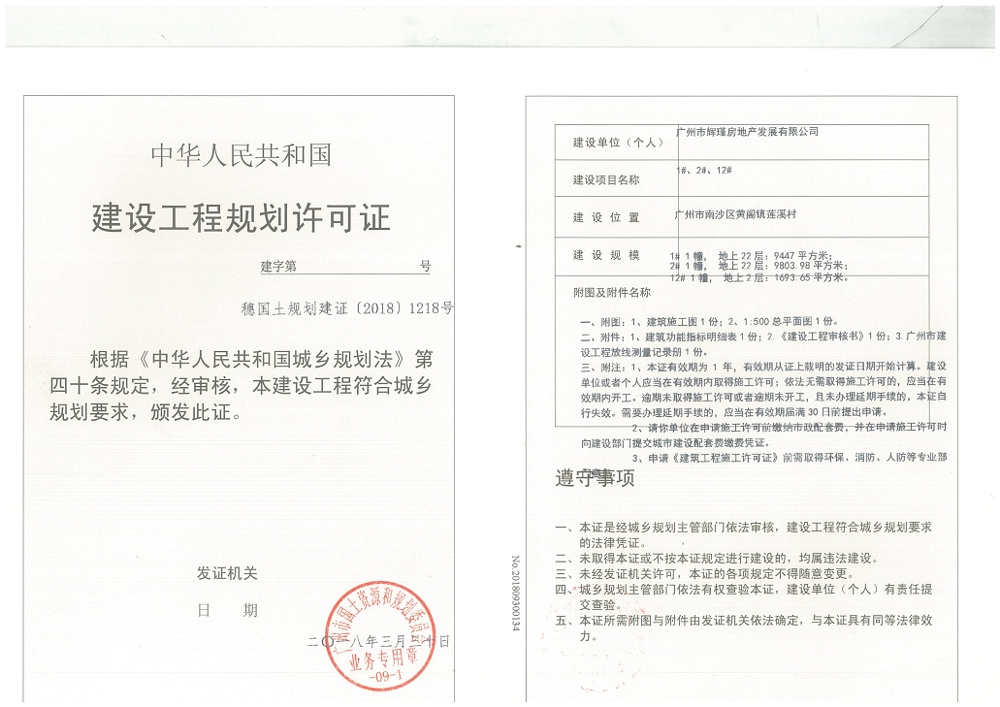 中华人民共和国
建设工程规划许可证
建字第 号
穗国土规划建证〔2018〕1218号
根据《中华人民共和国城乡规划法》第
四十条规定，经审核，本建设工程符合城乡
规划要求，颁发此证。
发证机关
日 期
广州市国土资源和规划委员会
业务专用章
-09-1
建设单位（个人） 广州市辉瑾房地产发展有限公司
建设项目名称 1#、2#、12#
建设位置 广州市南沙区黄阁镇莲溪村
建设规模 1# 1幢， 地上22层：9447平方米；
2# 1幢， 地上22层：9803.98平方米；
12# 1幢， 地上2层：1693.65平方米。
附图及附件名称
一、附图：1、建筑施工图1份；2、1:500总平面图1份。
二、附件：1、建筑功能指标明细表1份；2.《建设工程审核书》1份；3.广州市建
设工程放线测量记录册1份。
三、附注：1、本证有效期为1年，有效期从证上载明的发证日期开始计算。建设
单位或者个人应当在有效期内取得施工许可；依法无需取得施工许可的，应当在有
效期内开工。逾期未取得施工许可或者逾期未开工，且未办理延期手续的，本证自
行失效。需要办理延期手续的，应当在有效期届满30日前提出申请。
2、请你单位在申请施工许可前缴纳市政配套费，并在申请施工许可时
向建设部门提交城市建设配套费缴费凭证。
3、申请《建筑工程施工许可证》前需取得环保、消防、人防等专业部
遵守事项
一、本证是经城乡规划主管部门依法审核，建设工程符合城乡规划要求
的法律凭证。
二、未取得本证或不按本证规定进行建设的，均属违法建设。
三、未经发证机关许可，本证的各项规定不得随意变更。
四、城乡规划主管部门依法有权查验本证，建设单位（个人）有责任提
交查验。
五、本证所需附图与附件由发证机关依法确定，与本证具有同等法律效
力。
No.201809300134